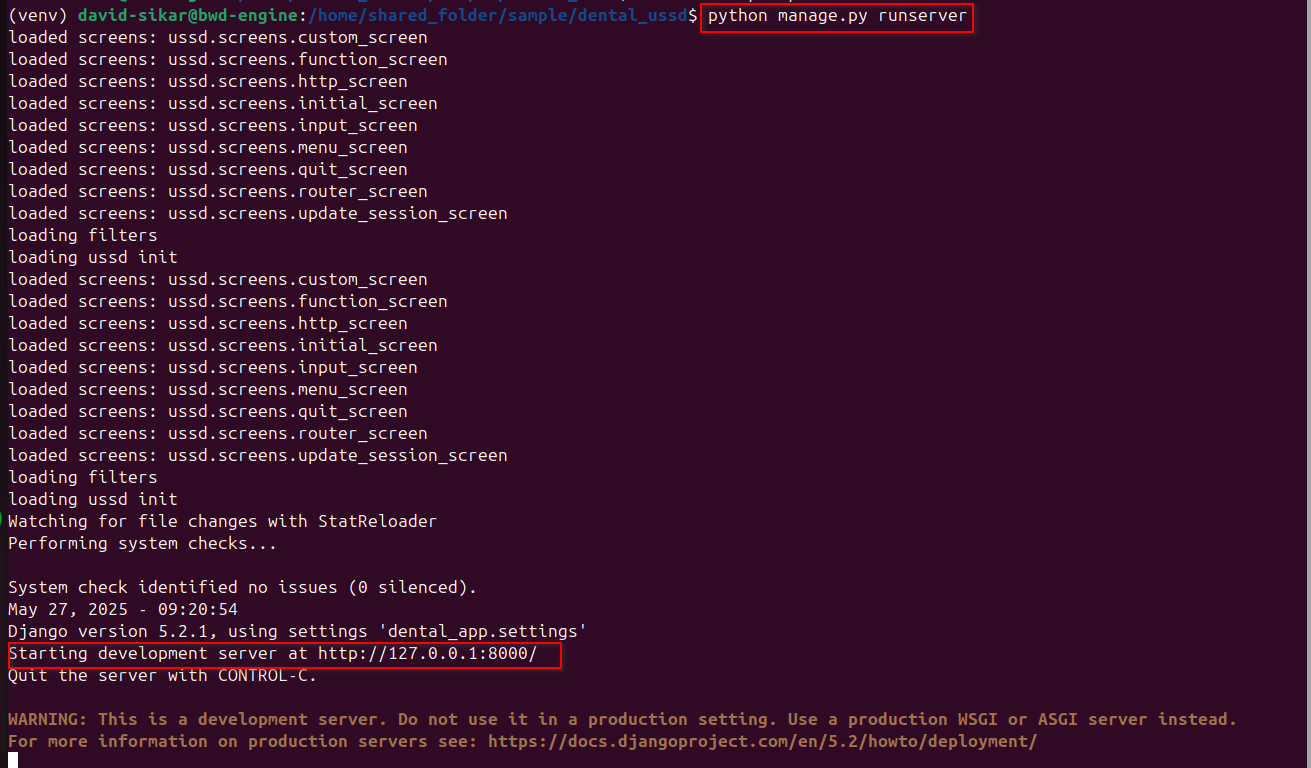 (venv) david-sikar@bwd-engine:/home/shared_folder/sample/dental_ussd$ python manage.py runserver
loaded screens: ussd.screens.custom_screen
loaded screens: ussd.screens.function_screen
loaded screens: ussd.screens.http_screen
loaded screens: ussd.screens.initial_screen
loaded screens: ussd.screens.input_screen
loaded screens: ussd.screens.menu_screen
loaded screens: ussd.screens.quit_screen
loaded screens: ussd.screens.router_screen
loaded screens: ussd.screens.update_session_screen
loading filters
loading ussd init
loaded screens: ussd.screens.custom_screen
loaded screens: ussd.screens.function_screen
loaded screens: ussd.screens.http_screen
loaded screens: ussd.screens.initial_screen
loaded screens: ussd.screens.input_screen
loaded screens: ussd.screens.menu_screen
loaded screens: ussd.screens.quit_screen
loaded screens: ussd.screens.router_screen
loaded screens: ussd.screens.update_session_screen
loading filters
loading ussd init
Watching for file changes with StatReloader
Performing system checks...

System check identified no issues (0 silenced).
May 27, 2025 - 09:20:54
Django version 5.2.1, using settings 'dental_app.settings'
Starting development server at http://127.0.0.1:8000/
Quit the server with CONTROL-C.

WARNING: This is a development server. Do not use it in a production setting. Use a production WSGI or ASGI server instead.
For more information on production servers see: https://docs.djangoproject.com/en/5.2/howto/deployment/